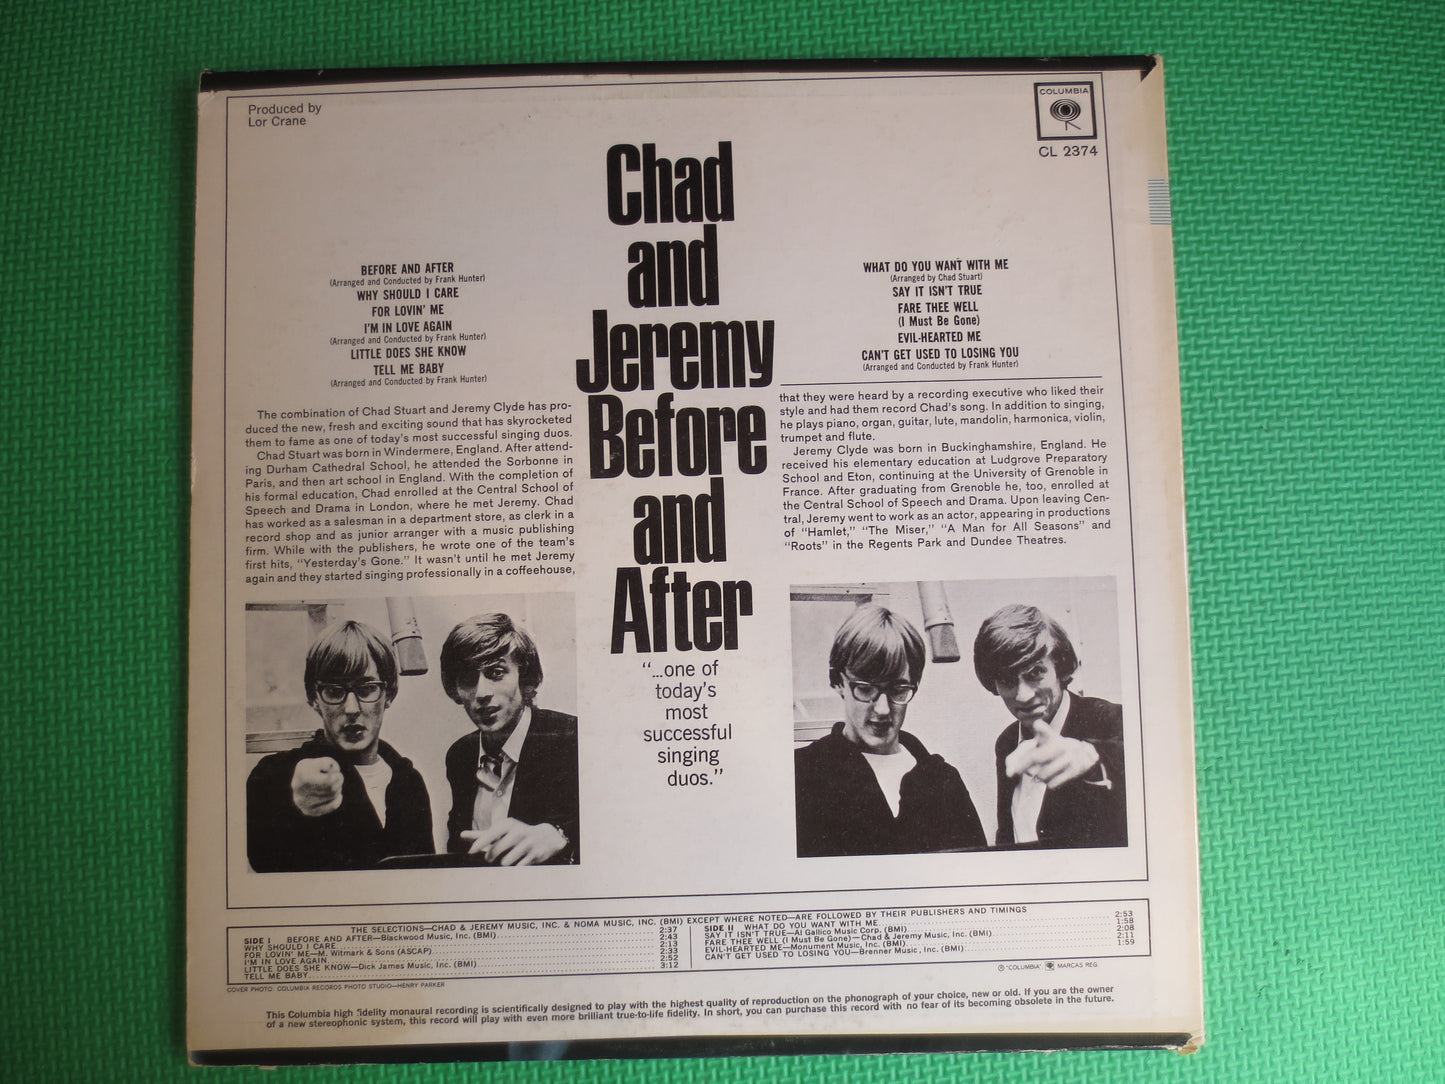 Produced by
Lor Crane
COLUMBIA
CL 2374
Chad
and
Jeremy
Before
and
After
"...one of
today's
most
successful
singing
duos."
BEFORE AND AFTER
(Arranged and Conducted by Frank Hunter)
WHY SHOULD I CARE
FOR LOVIN' ME
I'M IN LOVE AGAIN
(Arranged and Conducted by Frank Hunter)
LITTLE DOES SHE KNOW
TELL ME BABY
(Arranged and Conducted by Frank Hunter)
WHAT DO YOU WANT WITH ME
(Arranged by Chad Stuart)
SAY IT ISN'T TRUE
FARE THEE WELL
(I Must Be Gone)
EVIL-HEARTED ME
CAN'T GET USED TO LOSING YOU
(Arranged and Conducted by Frank Hunter)
The combination of Chad Stuart and Jeremy Clyde has pro-
duced the new, fresh and exciting sound that has skyrocketed
them to fame as one of today's most successful singing duos.
Chad Stuart was born in Windermere, England. After attend-
ing Durham Cathedral School, he attended the Sorbonne in
Paris, and then art school in England. With the completion of
his formal education, Chad enrolled at the Central School of
Speech and Drama in London, where he met Jeremy. Chad
has worked as a salesman in a department store, as clerk in a
record shop and as junior arranger with a music publishing
firm. While with the publishers, he wrote one of the team's
first hits, "Yesterday's Gone." It wasn't until he met Jeremy
again and they started singing professionally in a coffeehouse,
that they were heard by a recording executive who liked their
style and had them record Chad's song. In addition to singing,
he plays piano, organ, guitar, lute, mandolin, harmonica, violin,
trumpet and flute.
Jeremy Clyde was born in Buckinghamshire, England. He
received his elementary education at Ludgrove Preparatory
School and Eton, continuing at the University of Grenoble in
France. After graduating from Grenoble he, too, enrolled at
the Central School of Speech and Drama. Upon leaving Cen-
tral, Jeremy went to work as an actor, appearing in productions
of "Hamlet," "The Miser," "A Man for All Seasons" and
"Roots" in the Regents Park and Dundee Theatres.
THE SELECTIONS—CHAD & JEREMY MUSIC, INC. & NOMA MUSIC, INC. (BMI) EXCEPT WHERE NOTED—ARE FOLLOWED BY THEIR PUBLISHERS AND TIMINGS
SIDE I BEFORE AND AFTER—Blackwood Music, Inc. (BMI) 2:37
WHY SHOULD I CARE 2:43
FOR LOVIN' ME—M. Witmark & Sons (ASCAP) 2:13
I'M IN LOVE AGAIN 2:33
LITTLE DOES SHE KNOW—Dick James Music, Inc. (BMI) 2:52
TELL ME BABY 3:12
SIDE II WHAT DO YOU WANT WITH ME 2:53
SAY IT ISN'T TRUE—Al Gallico Music Corp. (BMI) 1:58
FARE THEE WELL (I Must Be Gone)—Chad & Jeremy Music, Inc. (BMI) 2:08
EVIL-HEARTED ME—Monument Music, Inc. (BMI) 2:11
CAN'T GET USED TO LOSING YOU—Brenner Music, Inc. (BMI) 1:59
COVER PHOTO: COLUMBIA RECORDS PHOTO STUDIO—HENRY PARKER
℗ "COLUMBIA" MARCAS REG.
This Columbia high fidelity monaural recording is scientifically designed to play with the highest quality of reproduction on the phonograph of your choice, new or old. If you are the owner
of a new stereophonic system, this record will play with even more brilliant true-to-life fidelity. In short, you can purchase this record with no fear of its becoming obsolete in the future.